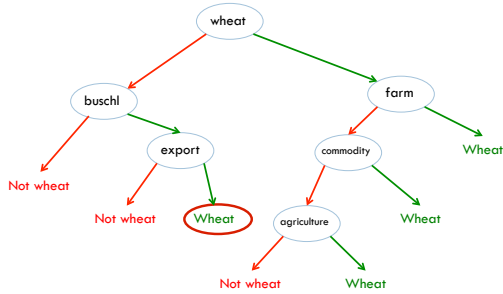 wheat
buschl
farm
export
commodity
Wheat
Not wheat
Not wheat
Wheat
agriculture
Wheat
Not wheat
Wheat